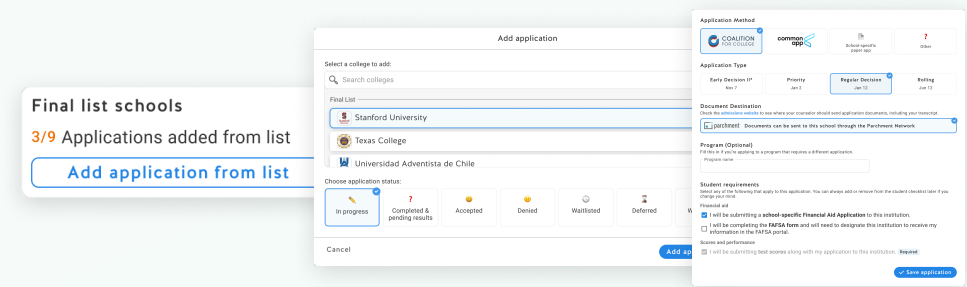 Final list schools
3/9 Applications added from list
Add application from list
Add application
Select a college to add:
Search colleges
Final List
Stanford University
Texas College
Universidad Adventista de Chile
Choose application status:
In progress
? Completed & pending results
Accepted
Denied
Waitlisted
Deferred
W
Cancel
Add ap
Application Method
COALITION
FOR COLLEGE
common
app
School-specific
paper app
?
Other
Application Type
Early Decision II*
Nov 7
Priority
Jan 2
Regular Decision
Jan 12
Rolling
Jun 13
Document Destination
Check the admissions website to see where your counselor should send application documents, including your transcript
parchment Documents can be sent to this school through the Parchment Network
Program (Optional)
Fill this in if you're applying to a program that requires a different application.
Program name
Student requirements
Select any of the following that apply to this application. You can always add or remove from the student checklist later if you
change your mind
Financial aid
I will be submitting a school-specific Financial Aid Application to this institution.
I will be completing the FAFSA form and will need to designate this institution to receive my
information in the FAFSA portal.
Scores and performance
I will be submitting test scores along with my application to this institution. Required
Save application